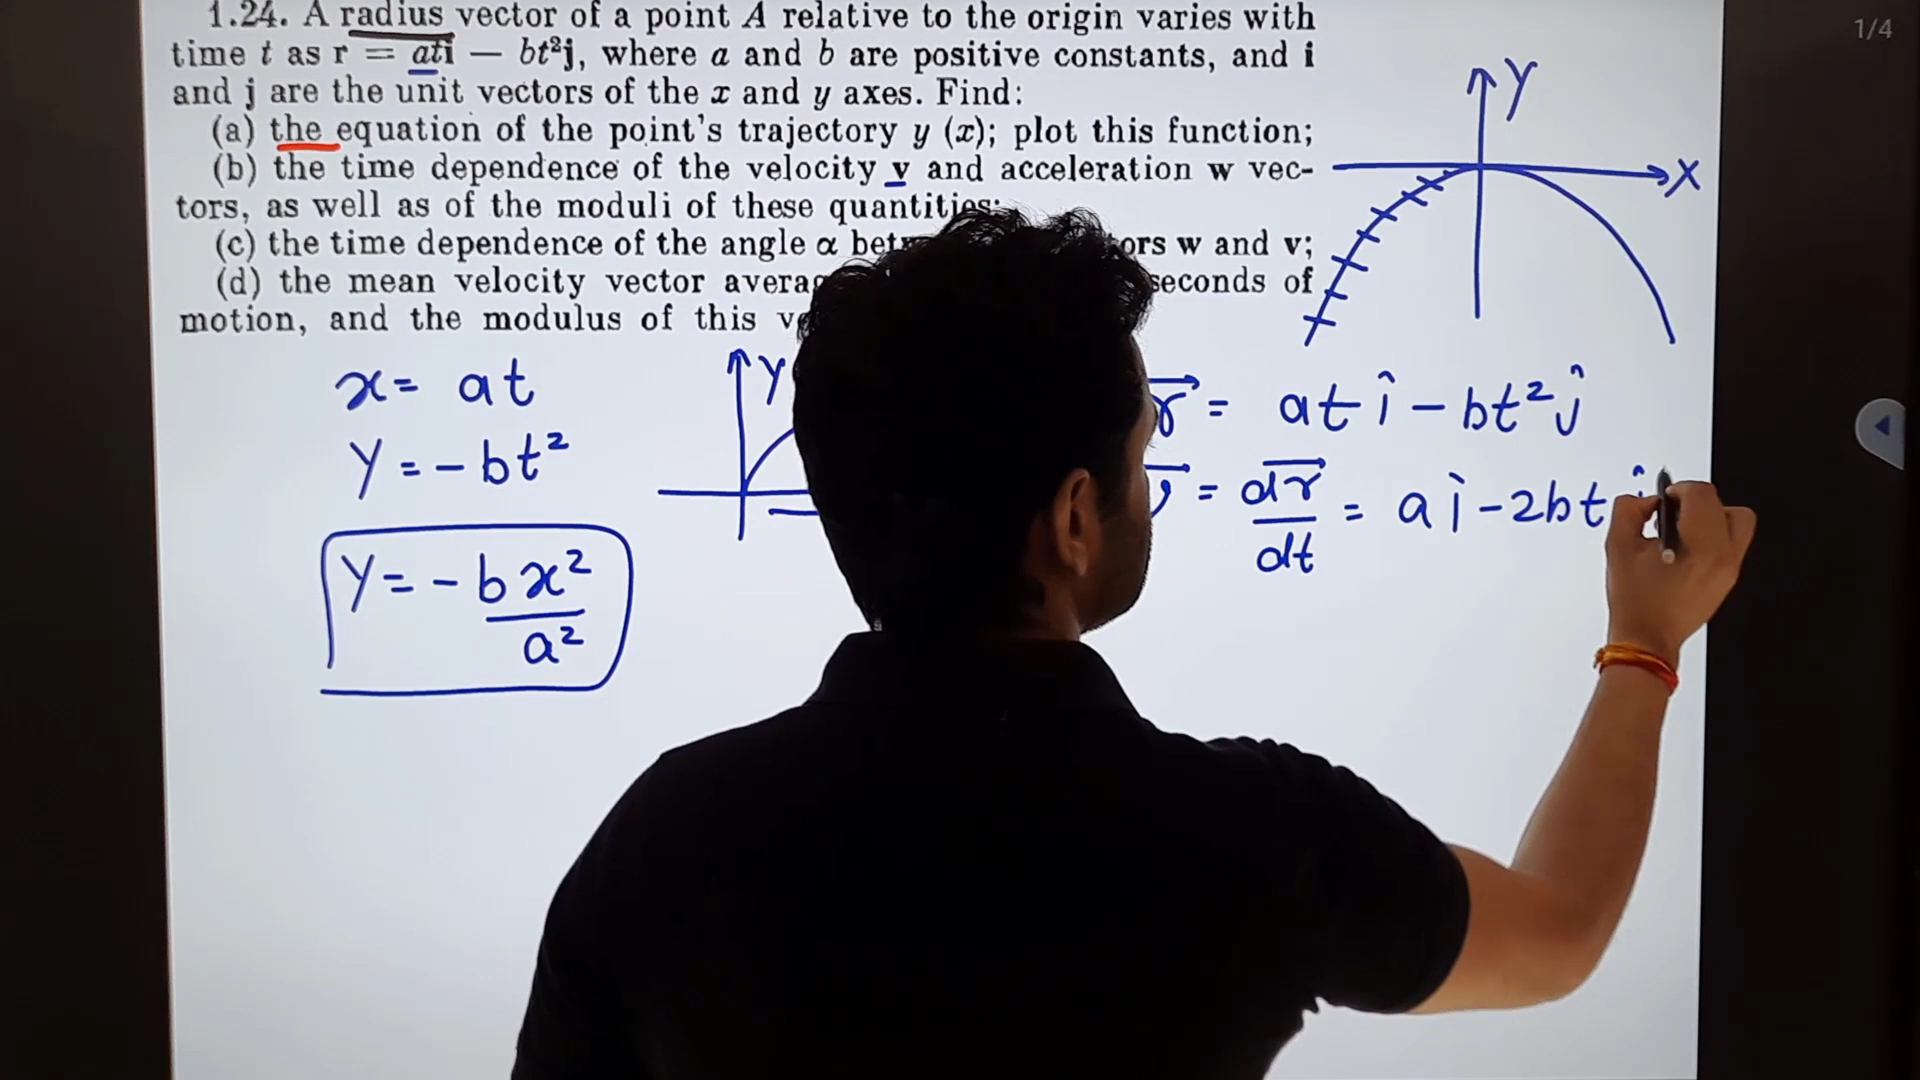 1.24. A radius vector of a point A relative to the origin varies with
time t as r = ati — bt²j, where a and b are positive constants, and i
and j are the unit vectors of the x and y axes. Find:
(a) the equation of the point's trajectory y (x); plot this function;
(b) the time dependence of the velocity v and acceleration w vec-
tors, as well as of the moduli of these quantities;
(c) the time dependence of the angle α w and v;
(d) the mean velocity vector seconds of
motion, and the modulus of this
1/4
Y
X
x = at
Y = -bt²
Y = -bx²/a²
Y
r⃗ = at î - bt² ĵ
= dr⃗/dt = a î - 2bt